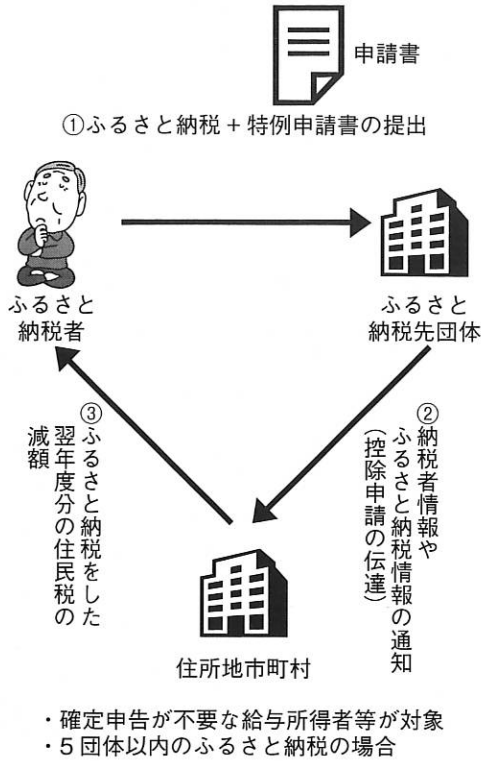 申請書
①ふるさと納税＋特例申請書の提出
ふるさと
納税者
ふるさと
納税先団体
②納税者情報や
ふるさと納税情報の通知
（控除申請の伝達）
③ふるさと納税をした
翌年度分の住民税の
減額
住所地市町村
・確定申告が不要な給与所得者等が対象
・５団体以内のふるさと納税の場合